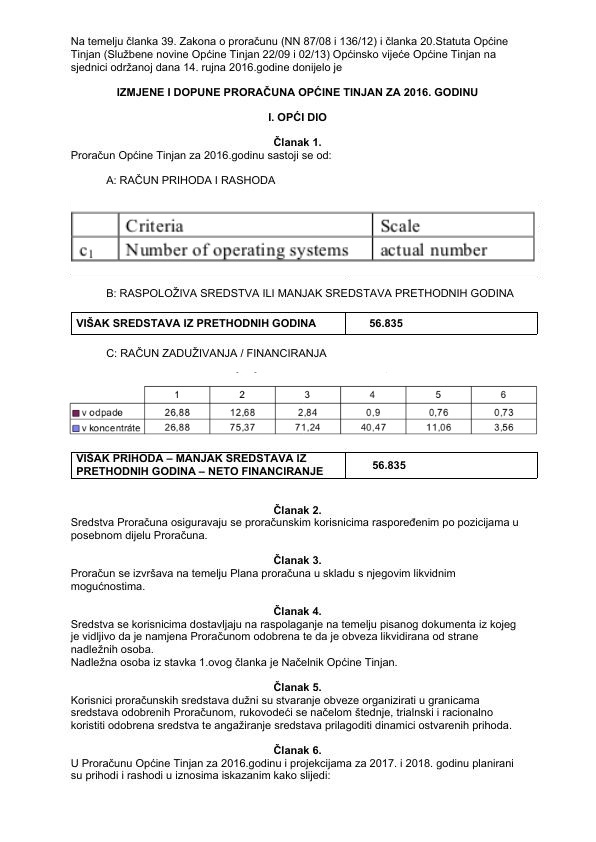 Na temelju članka 39. Zakona o proračunu (NN 87/08 i 136/12) i članka 20.Statuta Općine
Tinjan (Službene novine Općine Tinjan 22/09 i 02/13) Općinsko vijeće Općine Tinjan na
sjednici održanoj dana 14. rujna 2016.godine donijelo je
IZMJENE I DOPUNE PRORAČUNA OPĆINE TINJAN ZA 2016. GODINU
I. OPĆI DIO
Članak 1.
Proračun Općine Tinjan za 2016.godinu sastoji se od:
A: RAČUN PRIHODA I RASHODA
Criteria Scale
c1 Number of operating systems actual number
B: RASPOLOŽIVA SREDSTVA ILI MANJAK SREDSTAVA PRETHODNIH GODINA
VIŠAK SREDSTAVA IZ PRETHODNIH GODINA 56.835
C: RAČUN ZADUŽIVANJA / FINANCIRANJA
1 2 3 4 5 6
v odpade 26,88 12,68 2,84 0,9 0,76 0,73
v koncentráte 26,88 75,37 71,24 40,47 11,06 3,56
VIŠAK PRIHODA – MANJAK SREDSTAVA IZ
PRETHODNIH GODINA – NETO FINANCIRANJE 56.835
Članak 2.
Sredstva Proračuna osiguravaju se proračunskim korisnicima raspoređenim po pozicijama u
posebnom dijelu Proračuna.
Članak 3.
Proračun se izvršava na temelju Plana proračuna u skladu s njegovim likvidnim
mogućnostima.
Članak 4.
Sredstva se korisnicima dostavljaju na raspolaganje na temelju pisanog dokumenta iz kojeg
je vidljivo da je namjena Proračunom odobrena te da je obveza likvidirana od strane
nadležnih osoba.
Nadležna osoba iz stavka 1.ovog članka je Načelnik Općine Tinjan.
Članak 5.
Korisnici proračunskih sredstava dužni su stvaranje obveze organizirati u granicama
sredstava odobrenih Proračunom, rukovodeći se načelom štednje, trialnski i racionalno
koristiti odobrena sredstva te angažiranje sredstava prilagoditi dinamici ostvarenih prihoda.
Članak 6.
U Proračunu Općine Tinjan za 2016.godinu i projekcijama za 2017. i 2018. godinu planirani
su prihodi i rashodi u iznosima iskazanim kako slijedi: